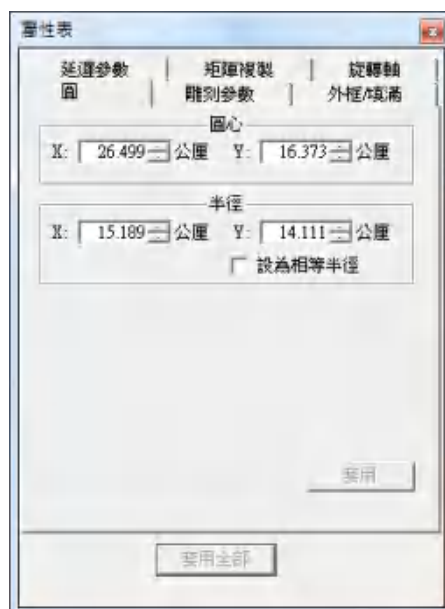 屬性表
延遲參數 矩陣複製 旋轉軸
圓 雕刻參數 外框/填滿
圓心
X: 26.499 公厘 Y: 16.373 公厘
半徑
X: 15.189 公厘 Y: 14.111 公厘
設為相等半徑
套用
套用全部